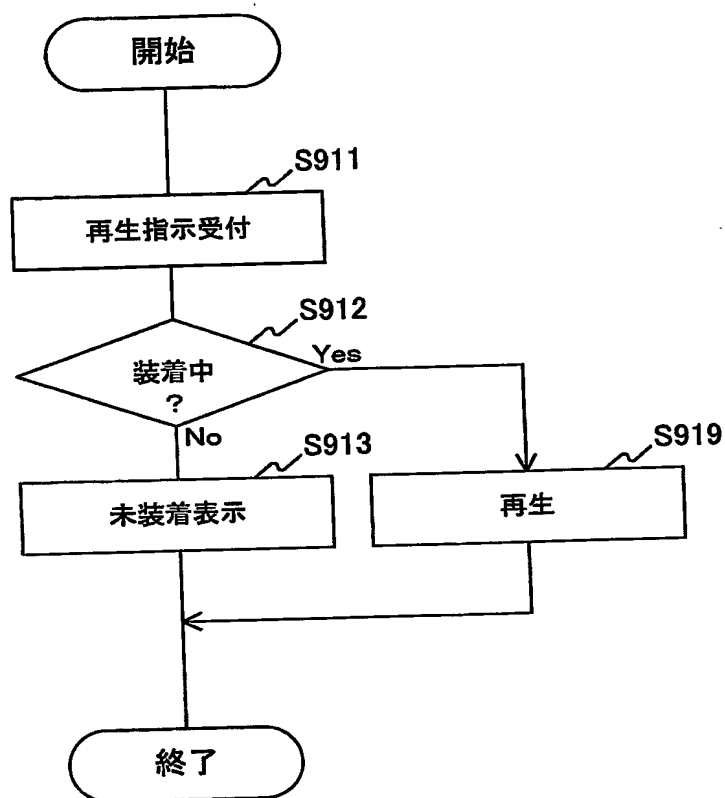 開始
S911
再生指示受付
S912
装着中
?
Yes
No
S913
未装着表示
S919
再生
終了